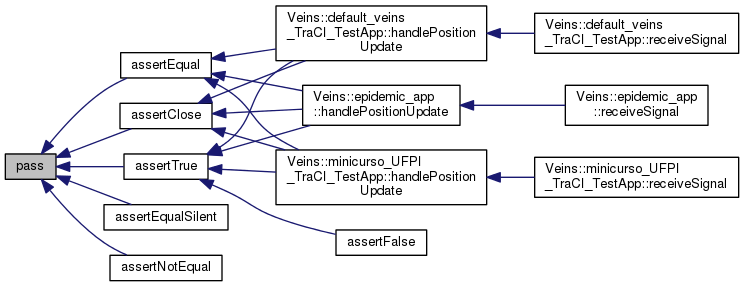 pass
assertEqual
assertClose
assertTrue
assertEqualSilent
assertNotEqual
Veins::default_veins
_TraCI_TestApp::handlePosition
Update
Veins::epidemic_app
::handlePositionUpdate
Veins::minicurso_UFPI
_TraCI_TestApp::handlePosition
Update
assertFalse
Veins::default_veins
_TraCI_TestApp::receiveSignal
Veins::epidemic_app
::receiveSignal
Veins::minicurso_UFPI
_TraCI_TestApp::receiveSignal